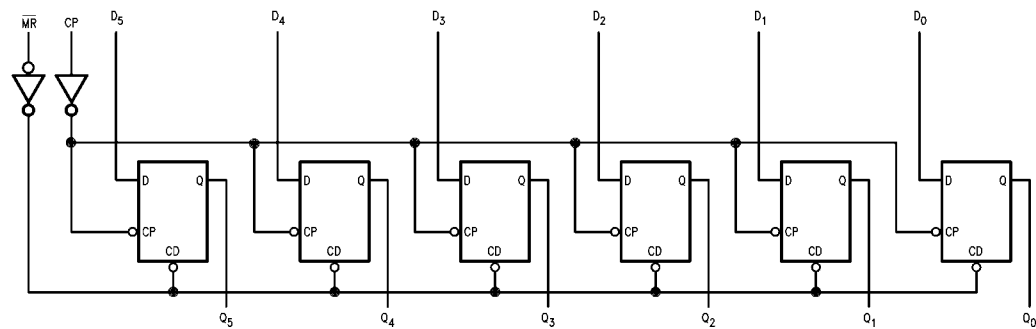 M̅R̅ CP D₅ D₄ D₃ D₂ D₁ D₀
D Q D Q D Q D Q D Q D Q
CP CP CP CP CP CP
CD CD CD CD CD CD
Q₅ Q₄ Q₃ Q₂ Q₁ Q₀